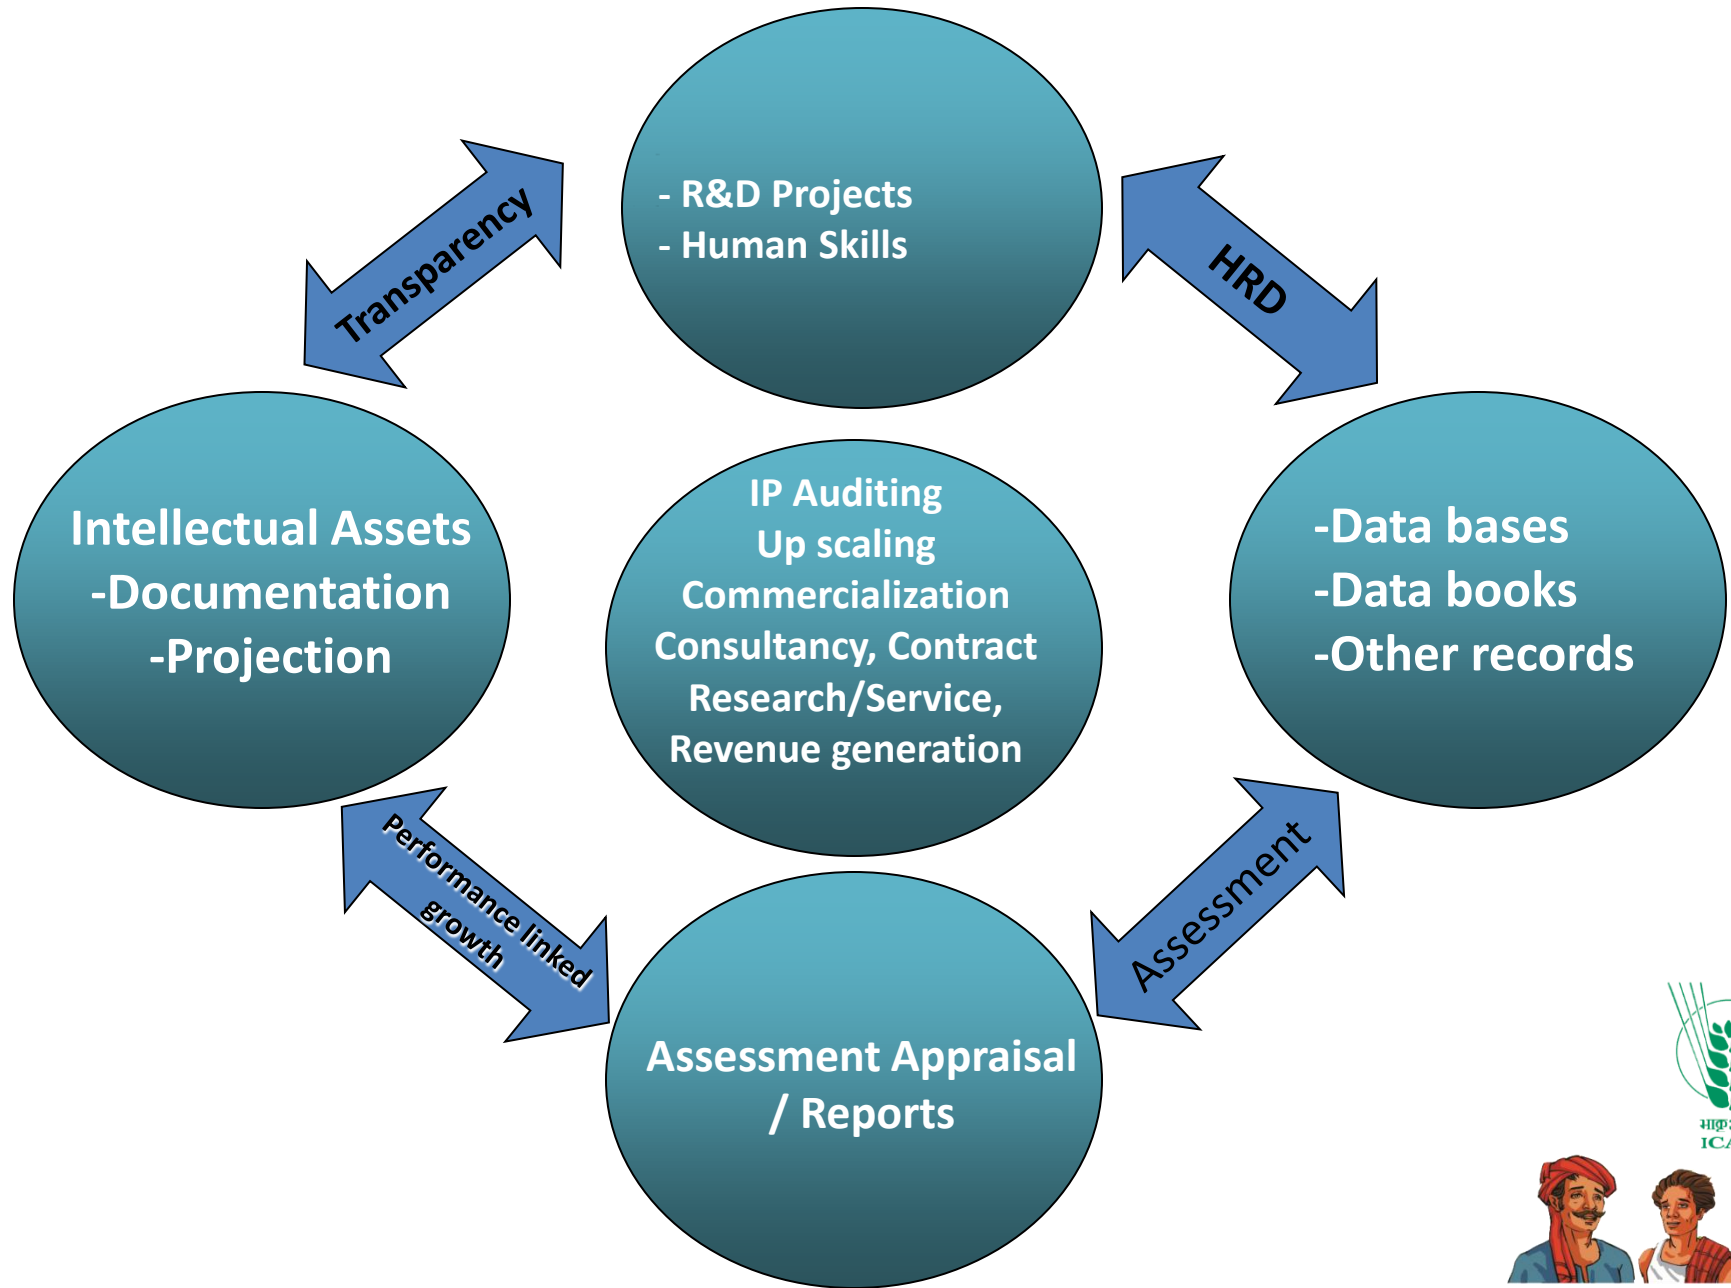 - R&D Projects
- Human Skills
Transparency
HRD
Intellectual Assets
-Documentation
-Projection
IP Auditing
Up scaling
Commercialization
Consultancy, Contract
Research/Service,
Revenue generation
-Data bases
-Data books
-Other records
Performance linked
growth
Assessment
Assessment Appraisal
/ Reports